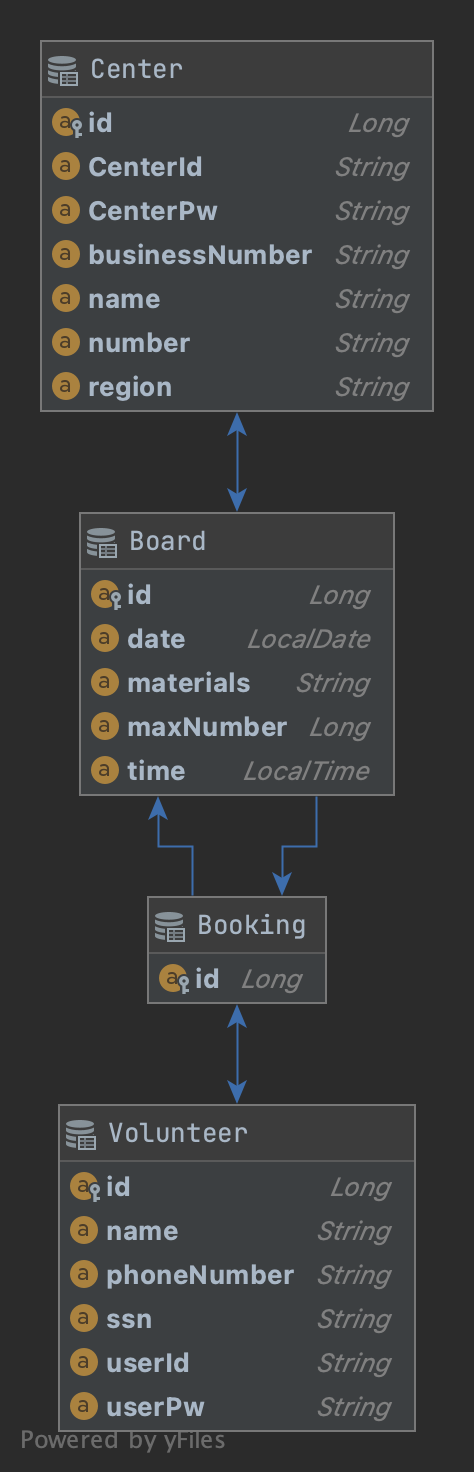 Center
id Long
CenterId String
CenterPw String
businessNumber String
name String
number String
region String
Board
id Long
date LocalDate
materials String
maxNumber Long
time LocalTime
Booking
id Long
Volunteer
id Long
name String
phoneNumber String
ssn String
userId String
userPw String
Powered by yFiles